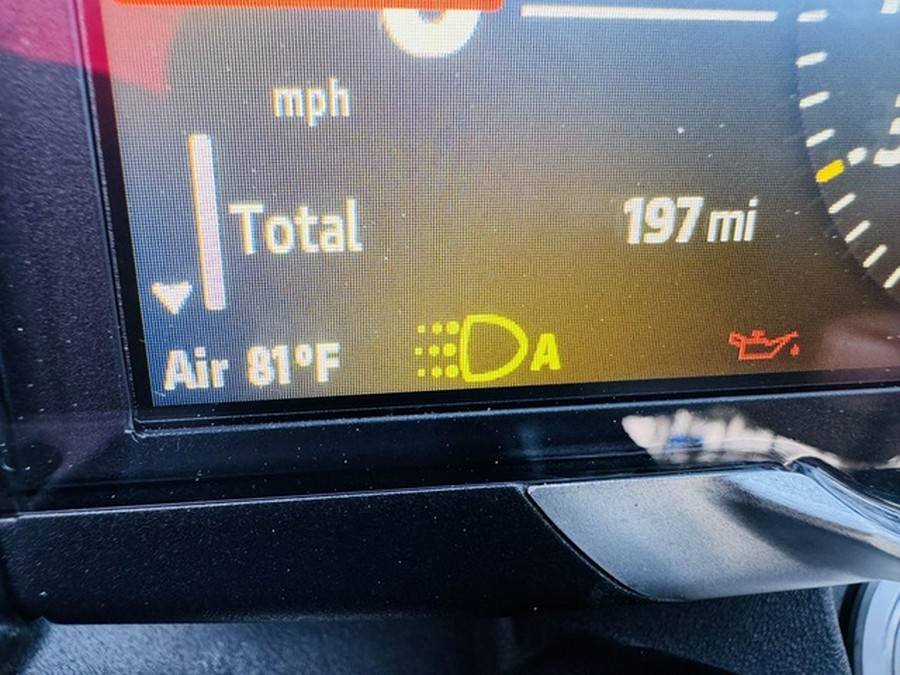 mph
Total 197 mi
Air 81°F A